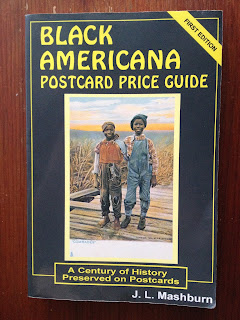 BLACK
AMERICANA
POSTCARD PRICE GUIDE
FIRST EDITION
A Century of History
Preserved on Postcards
J. L. Mashburn